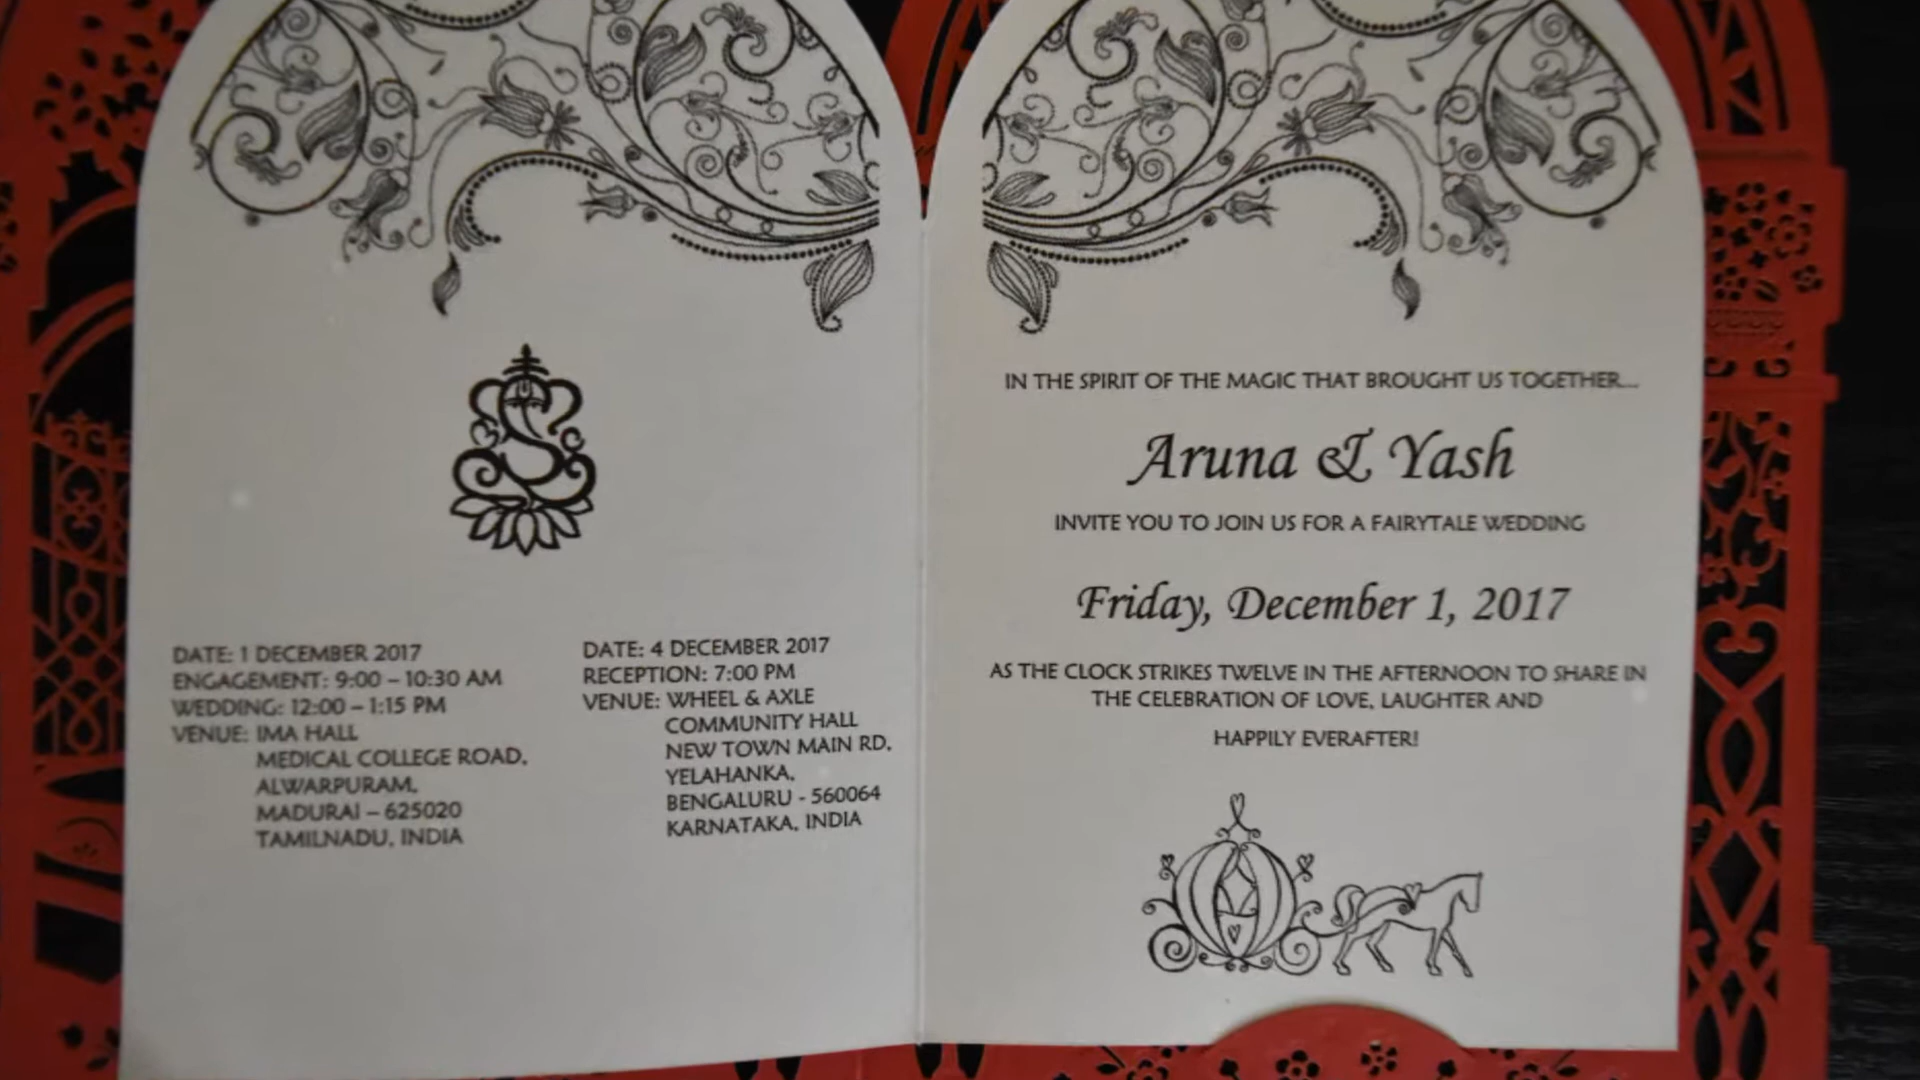 DATE: 1 DECEMBER 2017
ENGAGEMENT: 9:00 – 10:30 AM
WEDDING: 12:00 – 1:15 PM
VENUE: IMA HALL
MEDICAL COLLEGE ROAD,
ALWARPURAM,
MADURAI – 625020
TAMILNADU, INDIA
DATE: 4 DECEMBER 2017
RECEPTION: 7:00 PM
VENUE: WHEEL & AXLE
COMMUNITY HALL
NEW TOWN MAIN RD,
YELAHANKA,
BENGALURU - 560064
KARNATAKA, INDIA
IN THE SPIRIT OF THE MAGIC THAT BROUGHT US TOGETHER...
Aruna & Yash
INVITE YOU TO JOIN US FOR A FAIRYTALE WEDDING
Friday, December 1, 2017
AS THE CLOCK STRIKES TWELVE IN THE AFTERNOON TO SHARE IN
THE CELEBRATION OF LOVE, LAUGHTER AND
HAPPILY EVERAFTER!